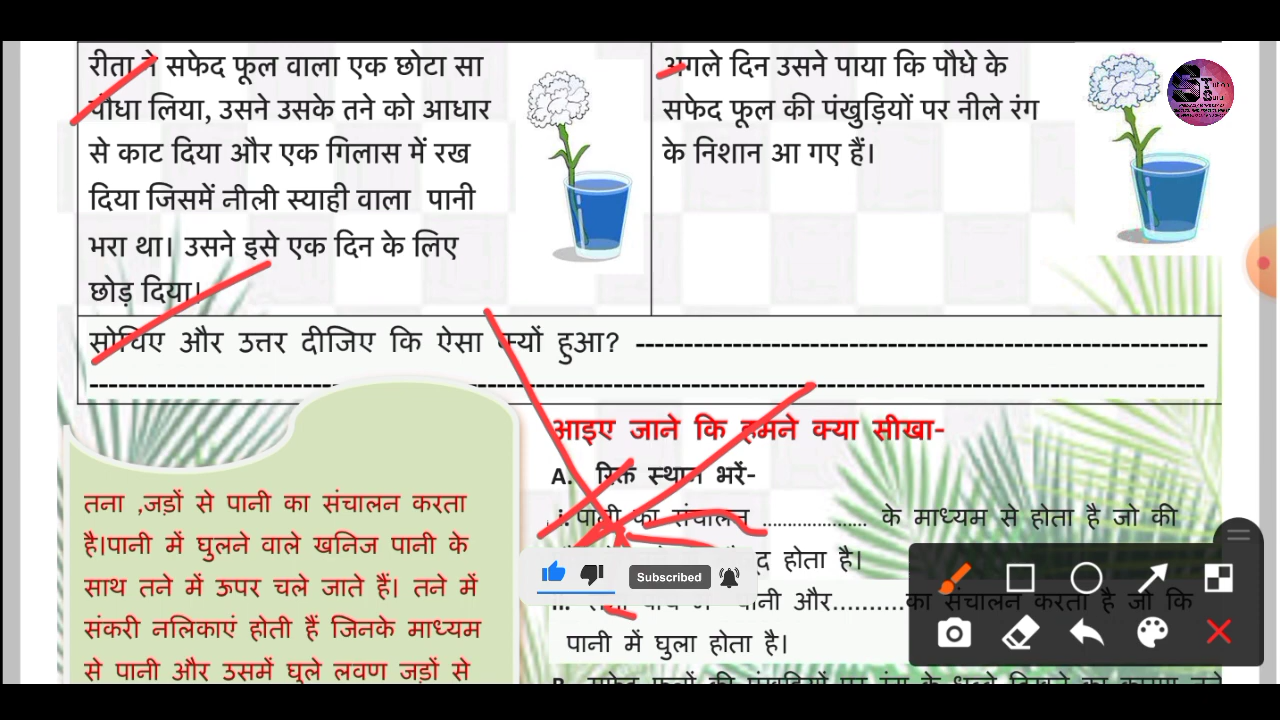 रीता ने सफेद फूल वाला एक छोटा सा
पौधा लिया, उसने उसके तने को आधार
से काट दिया और एक गिलास में रख
दिया जिसमें नीली स्याही वाला पानी
भरा था। उसने इसे एक दिन के लिए
छोड़ दिया।
अगले दिन उसने पाया कि पौधे के
सफेद फूल की पंखुड़ियों पर नीले रंग
के निशान आ गए हैं।
सोचिए और उत्तर दीजिए कि ऐसा क्यों हुआ? ------------------------------------------------
------------------------------------------------
तना ,जड़ों से पानी का संचालन करता
है।पानी में घुलने वाले खनिज पानी के
साथ तने में ऊपर चले जाते हैं। तने में
संकरी नलिकाएं होती हैं जिनके माध्यम
से पानी और उसमें घुले लवण जड़ों से
आइए जाने कि हमने क्या सीखा-
A. रिक्त स्थान भरें-
i. पानी का संचालन ..................... के माध्यम से होता है जो की
होता है।
पानी और..........का संचालन करता है जो कि
पानी में घुला होता है।
Subscribed